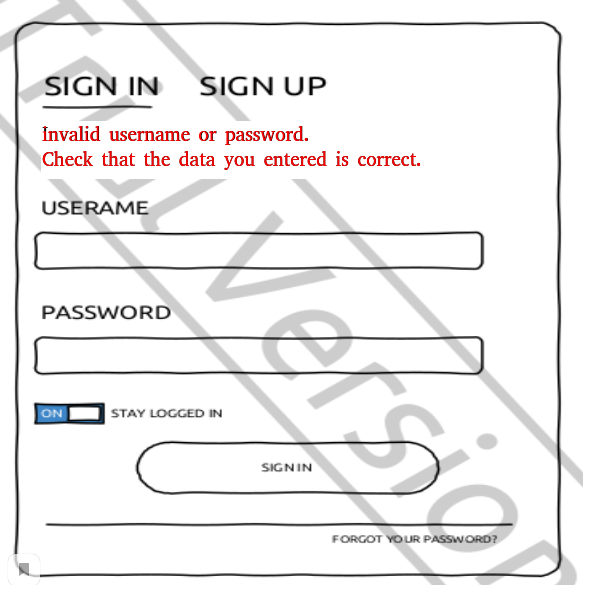 SIGN IN SIGN UP
Invalid username or password.
Check that the data you entered is correct.
USERAME
PASSWORD
ON STAY LOGGED IN
SIGN IN
FORGOT YOUR PASSWORD?
Trial Version